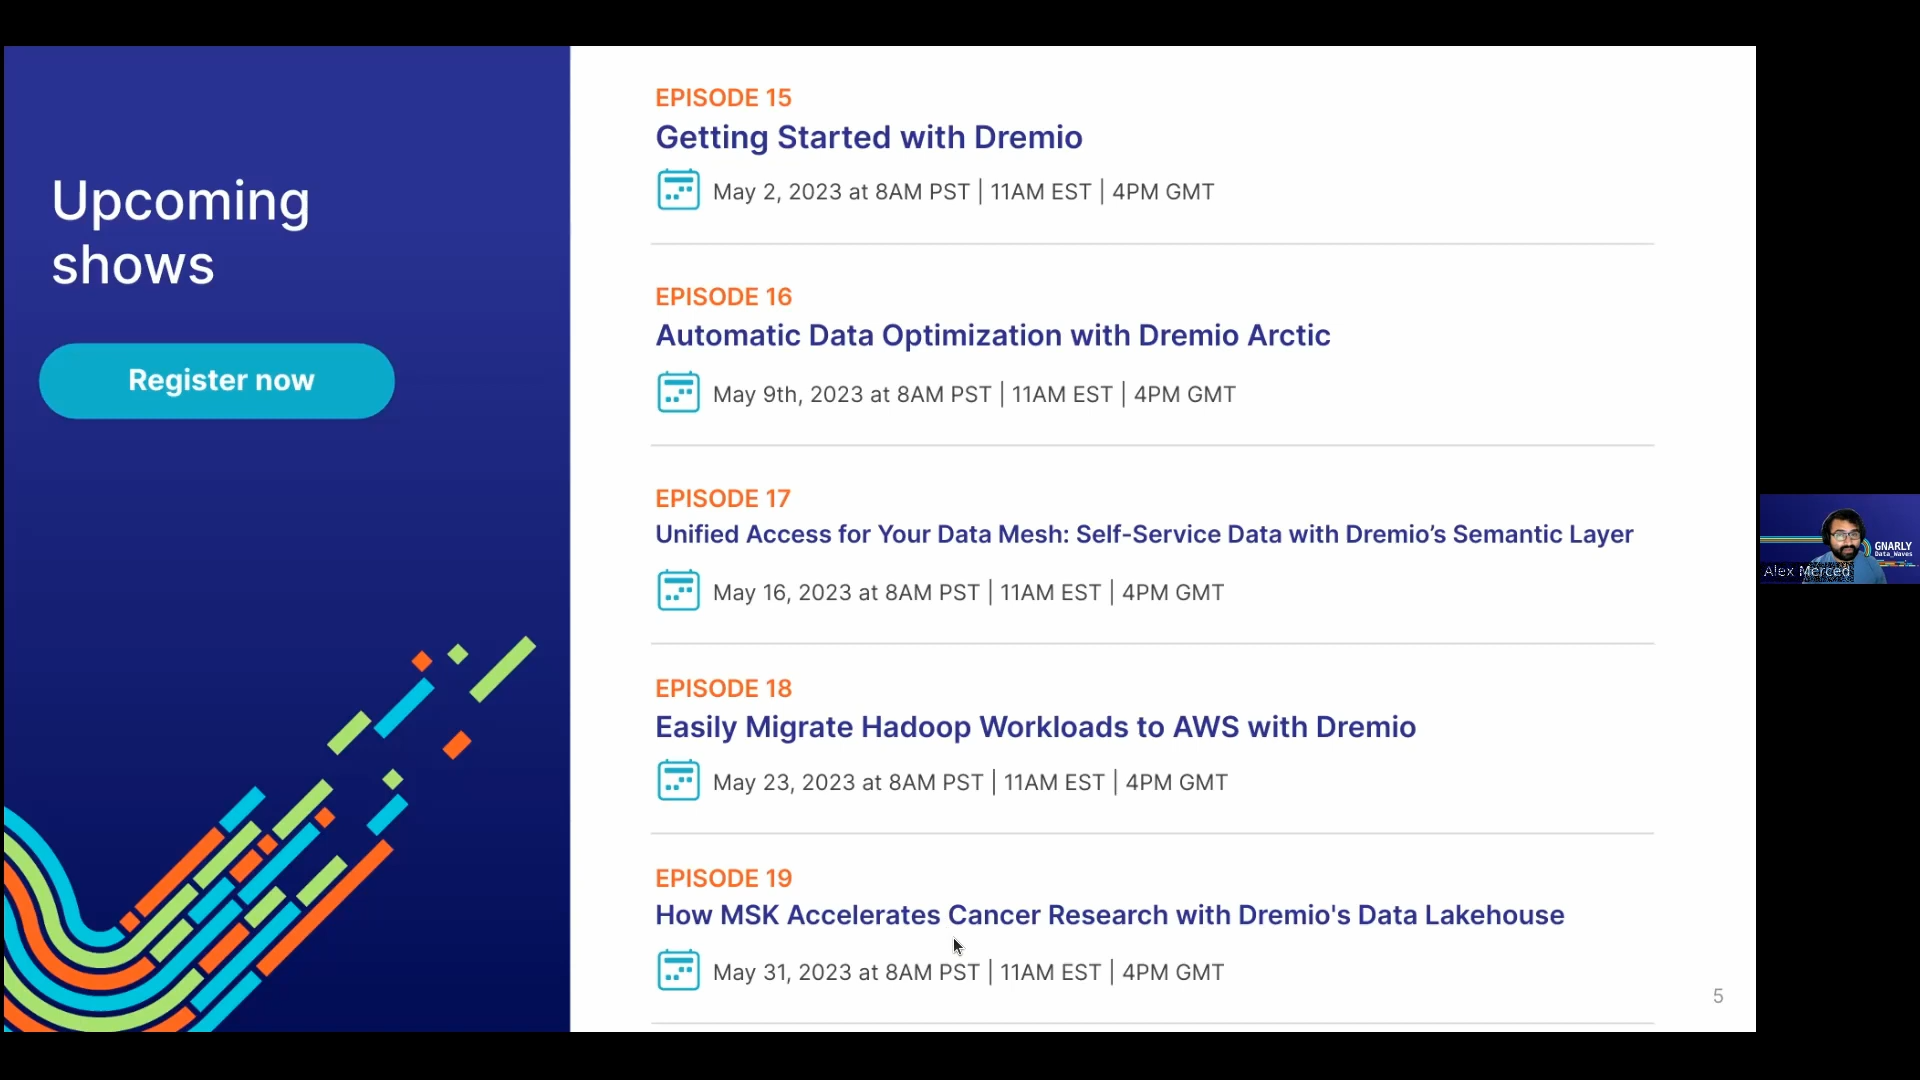 Upcoming
shows
Register now
EPISODE 15
Getting Started with Dremio
May 2, 2023 at 8AM PST | 11AM EST | 4PM GMT
EPISODE 16
Automatic Data Optimization with Dremio Arctic
May 9th, 2023 at 8AM PST | 11AM EST | 4PM GMT
EPISODE 17
Unified Access for Your Data Mesh: Self-Service Data with Dremio’s Semantic Layer
May 16, 2023 at 8AM PST | 11AM EST | 4PM GMT
EPISODE 18
Easily Migrate Hadoop Workloads to AWS with Dremio
May 23, 2023 at 8AM PST | 11AM EST | 4PM GMT
EPISODE 19
How MSK Accelerates Cancer Research with Dremio's Data Lakehouse
May 31, 2023 at 8AM PST | 11AM EST | 4PM GMT
5
GNARLY
Data_Waves
Alex Merced